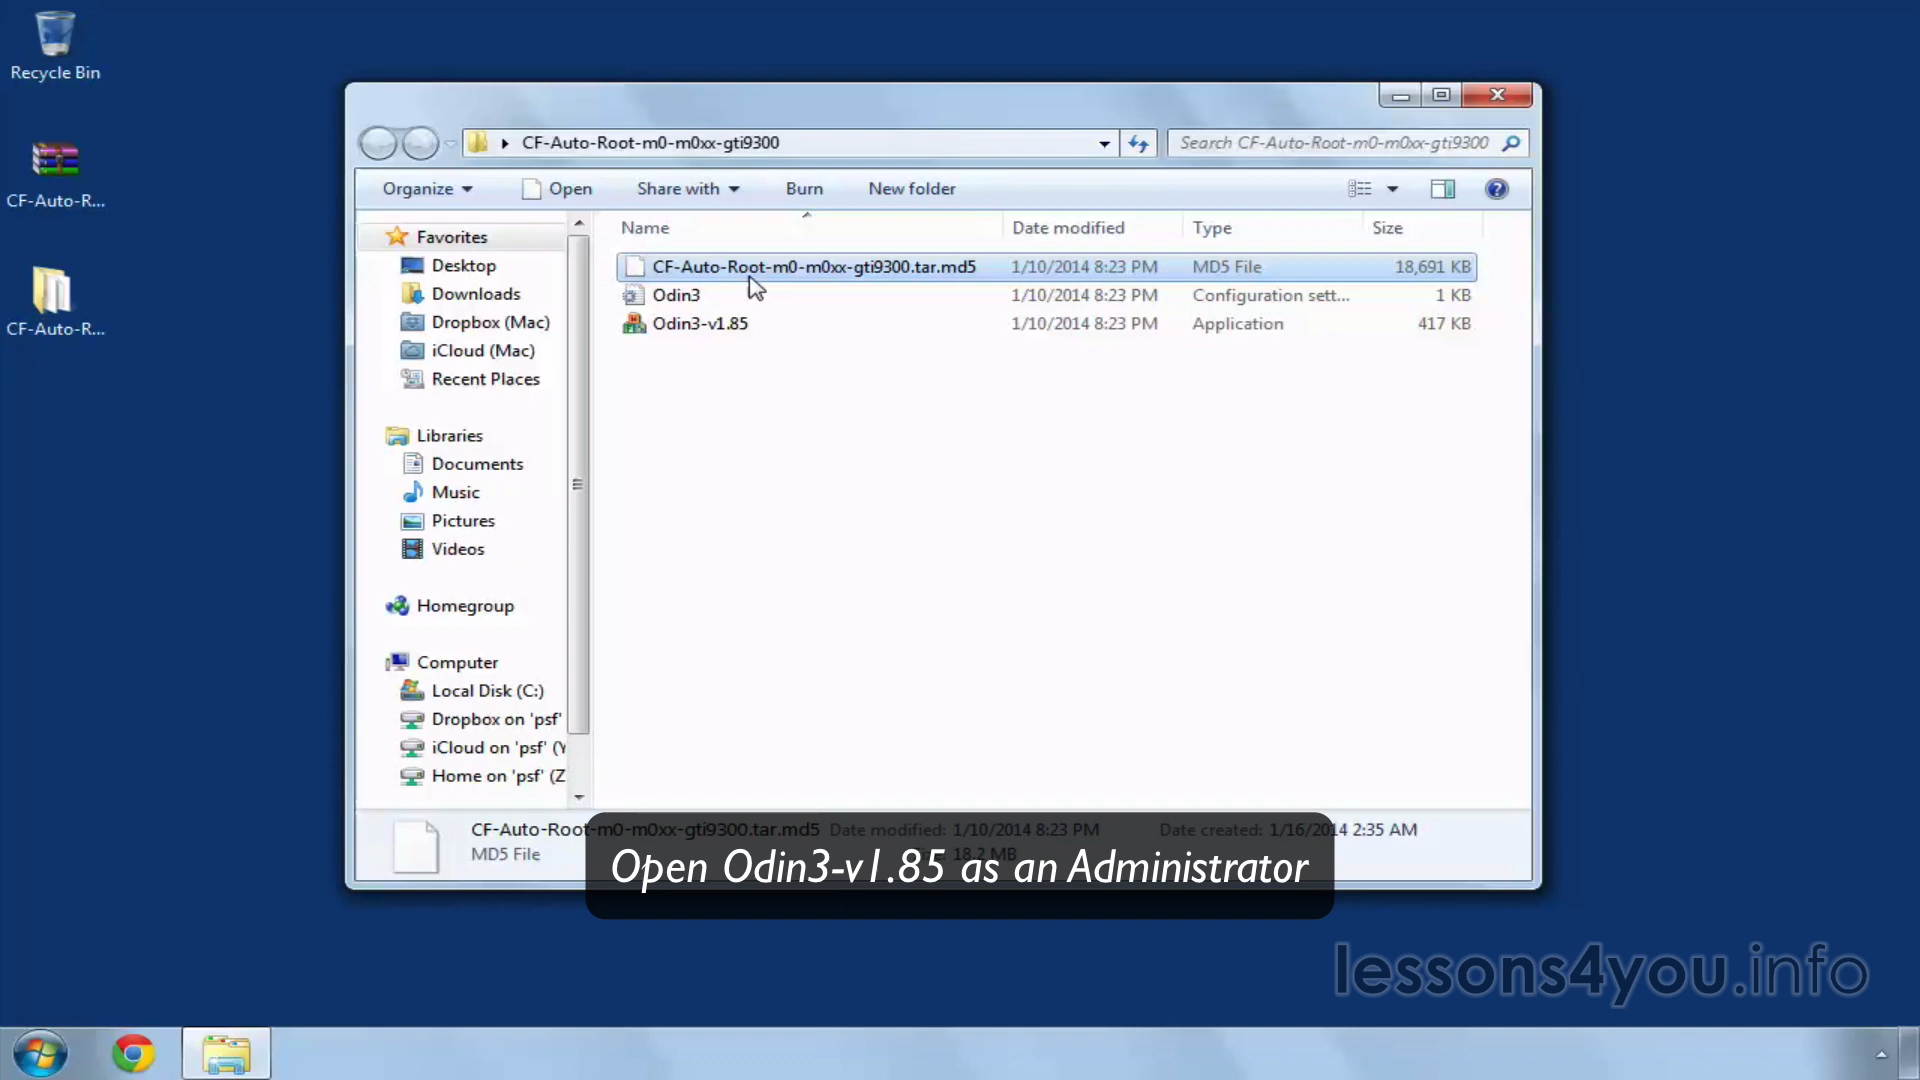 Recycle Bin
CF-Auto-R...
CF-Auto-R...
CF-Auto-Root-m0-m0xx-gti9300
Search CF-Auto-Root-m0-m0xx-gti9300
Organize Open Share with Burn New folder
Name Date modified Type Size
CF-Auto-Root-m0-m0xx-gti9300.tar.md5 1/10/2014 8:23 PM MD5 File 18,691 KB
Odin3 1/10/2014 8:23 PM Configuration sett... 1 KB
Odin3-v1.85 1/10/2014 8:23 PM Application 417 KB
Favorites
Desktop
Downloads
Dropbox (Mac)
iCloud (Mac)
Recent Places
Libraries
Documents
Music
Pictures
Videos
Homegroup
Computer
Local Disk (C:)
Dropbox on 'psf'
iCloud on 'psf' (Y
Home on 'psf' (Z
CF-Auto-Root-m0-m0xx-gti9300.tar.md5 Date modified: 1/10/2014 8:23 PM Date created: 1/16/2014 2:35 AM
MD5 File Size: 18.2 MB
Open Odin3-v1.85 as an Administrator
lessons4you.info